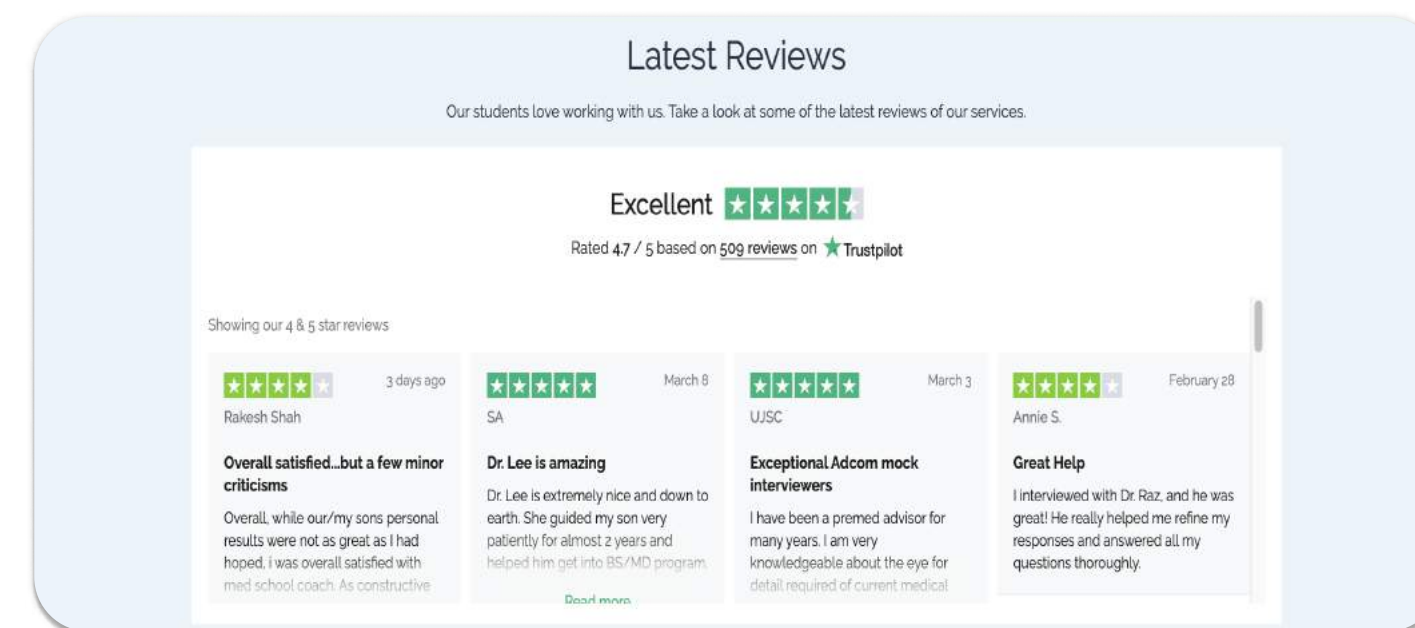 Latest Reviews
Our students love working with us. Take a look at some of the latest reviews of our services.
Excellent
Rated 4.7 / 5 based on 509 reviews on Trustpilot
Showing our 4 & 5 star reviews
3 days ago
Rakesh Shah
Overall satisfied...but a few minor
criticisms
Overall, while our/my sons personal
results were not as great as I had
hoped, i was overall satisfied with
med school coach. As constructive
March 8
SA
Dr. Lee is amazing
Dr. Lee is extremely nice and down to
earth. She guided my son very
patiently for almost 2 years and
helped him get into BS/MD program.
Read more
March 3
UJSC
Exceptional Adcom mock
interviewers
I have been a premed advisor for
many years. I am very
knowledgeable about the eye for
detail required of current medical
February 28
Annie S.
Great Help
I interviewed with Dr. Raz, and he was
great! He really helped me refine my
responses and answered all my
questions thoroughly.